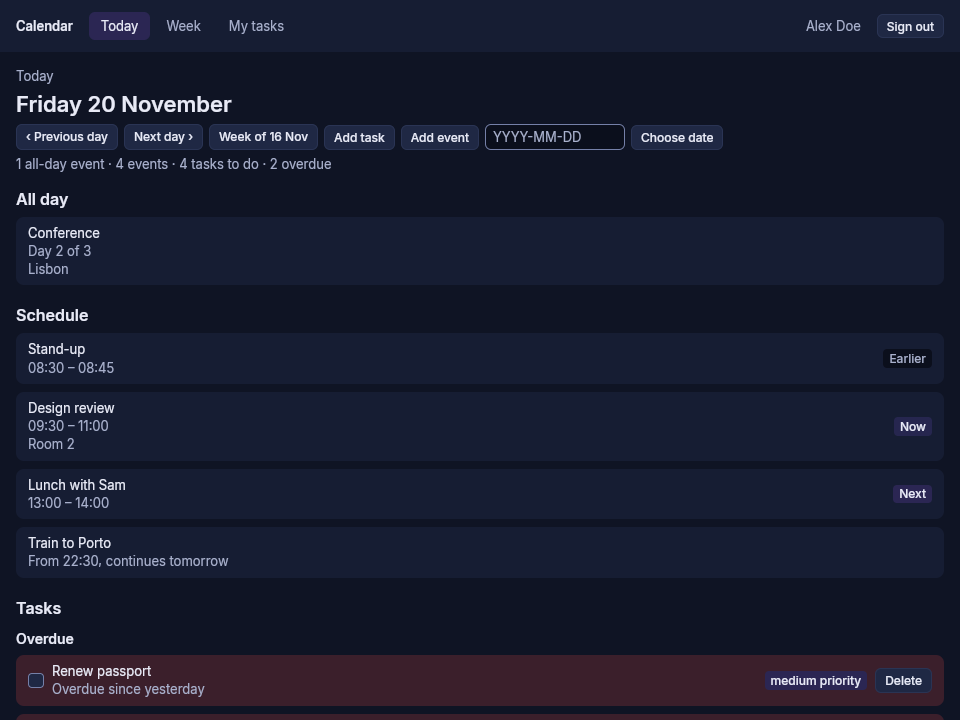 Calendar Today Week My tasks Alex Doe Sign out
Today
Friday 20 November
‹ Previous day Next day › Week of 16 Nov Add task Add event YYYY-MM-DD Choose date
1 all-day event · 4 events · 4 tasks to do · 2 overdue
All day
Conference
Day 2 of 3
Lisbon
Schedule
Stand-up
08:30 – 08:45
Earlier
Design review
09:30 – 11:00
Room 2
Now
Lunch with Sam
13:00 – 14:00
Next
Train to Porto
From 22:30, continues tomorrow
Tasks
Overdue
Renew passport
Overdue since yesterday
medium priority Delete